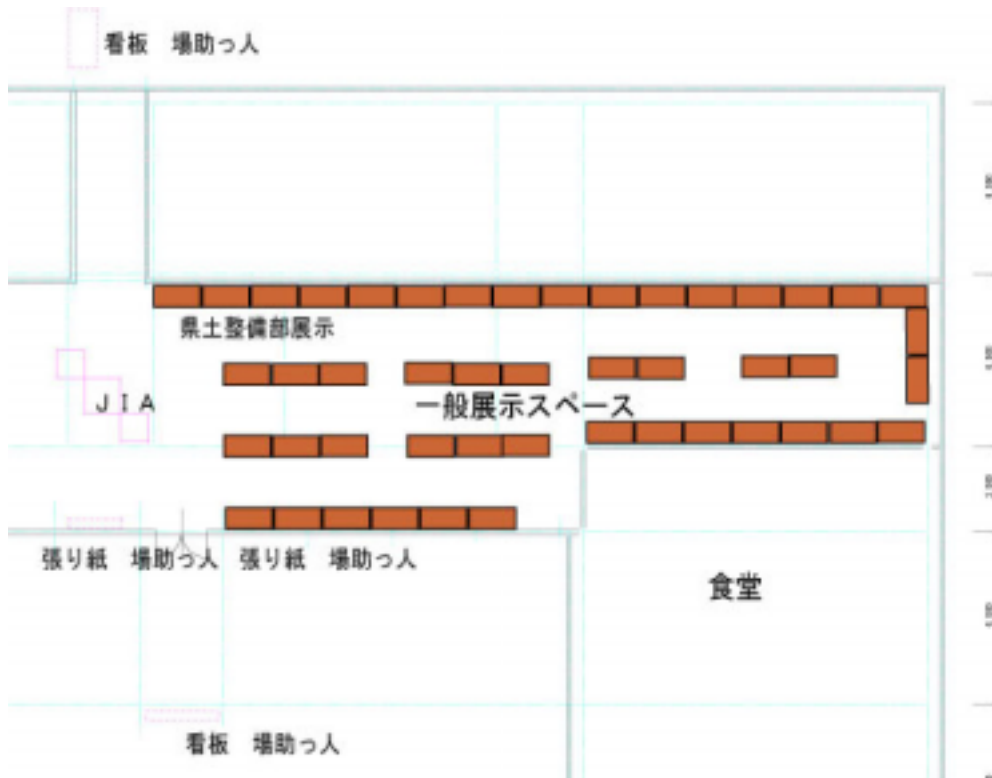 看板　場助っ人
県土整備部展示
ＪＩＡ
一般展示スペース
張り紙　場助っ人　張り紙　場助っ人
食堂
看板　場助っ人